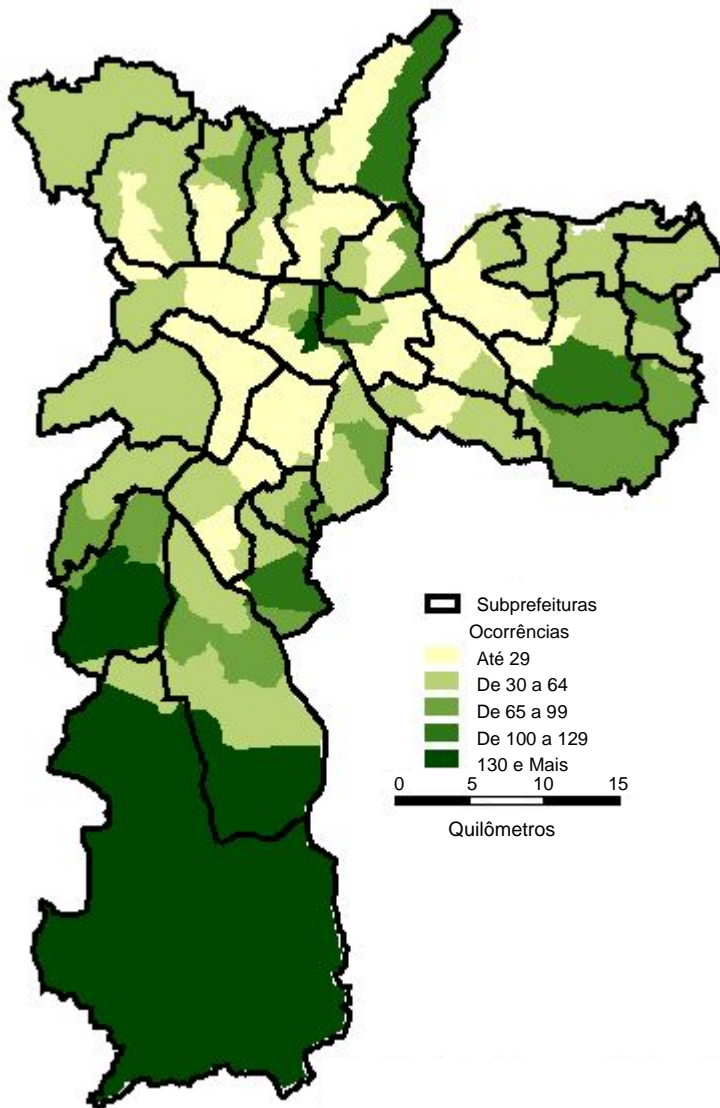 Subprefeituras
Ocorrências
Até 29
De 30 a 64
De 65 a 99
De 100 a 129
130 e Mais
0 5 10 15
Quilômetros